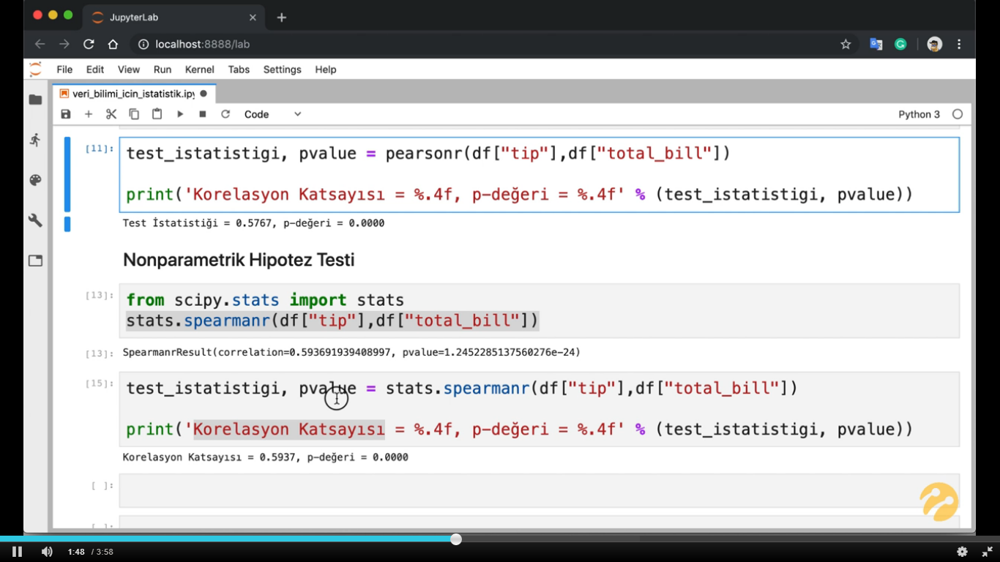 JupyterLab
localhost:8888/lab
File Edit View Run Kernel Tabs Settings Help
veri_bilimi_icin_istatistik.ipy
Code Python 3
[11]: test_istatistigi, pvalue = pearsonr(df["tip"],df["total_bill"])
print('Korelasyon Katsayısı = %.4f, p-değeri = %.4f' % (test_istatistigi, pvalue))
Test İstatistiği = 0.5767, p-değeri = 0.0000
Nonparametrik Hipotez Testi
[13]: from scipy.stats import stats
stats.spearmanr(df["tip"],df["total_bill"])
[13]: SpearmanrResult(correlation=0.593691939408997, pvalue=1.2452285137560276e-24)
[15]: test_istatistigi, pvalue = stats.spearmanr(df["tip"],df["total_bill"])
print('Korelasyon Katsayısı = %.4f, p-değeri = %.4f' % (test_istatistigi, pvalue))
Korelasyon Katsayısı = 0.5937, p-değeri = 0.0000
[ ]:
[ ]:
1:48 / 3:58